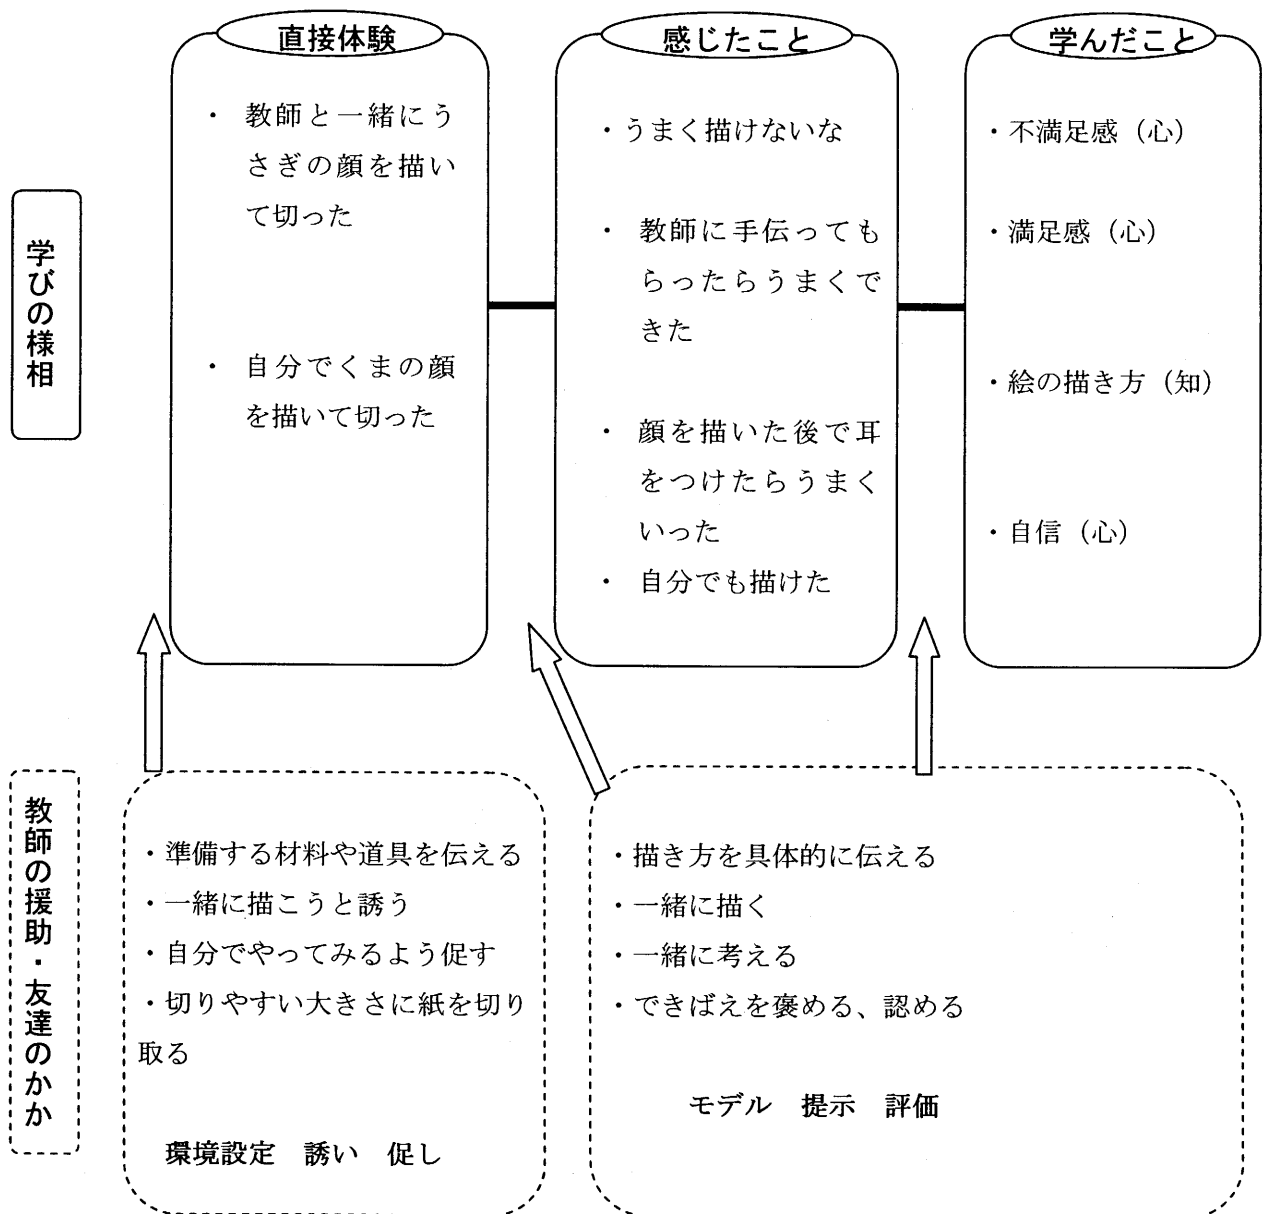 直接体験
・ 教師と一緒にう
さぎの顔を描い
て切った
・ 自分でくまの顔
を描いて切った
感じたこと
・うまく描けないな
・ 教師に手伝っても
らったらうまくで
きた
・ 顔を描いた後で耳
をつけたらうまく
いった
・ 自分でも描けた
学んだこと
・不満足感（心）
・満足感（心）
・絵の描き方（知）
・自信（心）
学びの様相
教師の援助・友達のかか
・準備する材料や道具を伝える
・一緒に描こうと誘う
・自分でやってみるよう促す
・切りやすい大きさに紙を切り
取る
環境設定　誘い　促し
・描き方を具体的に伝える
・一緒に描く
・一緒に考える
・できばえを褒める、認める
モデル　提示　評価